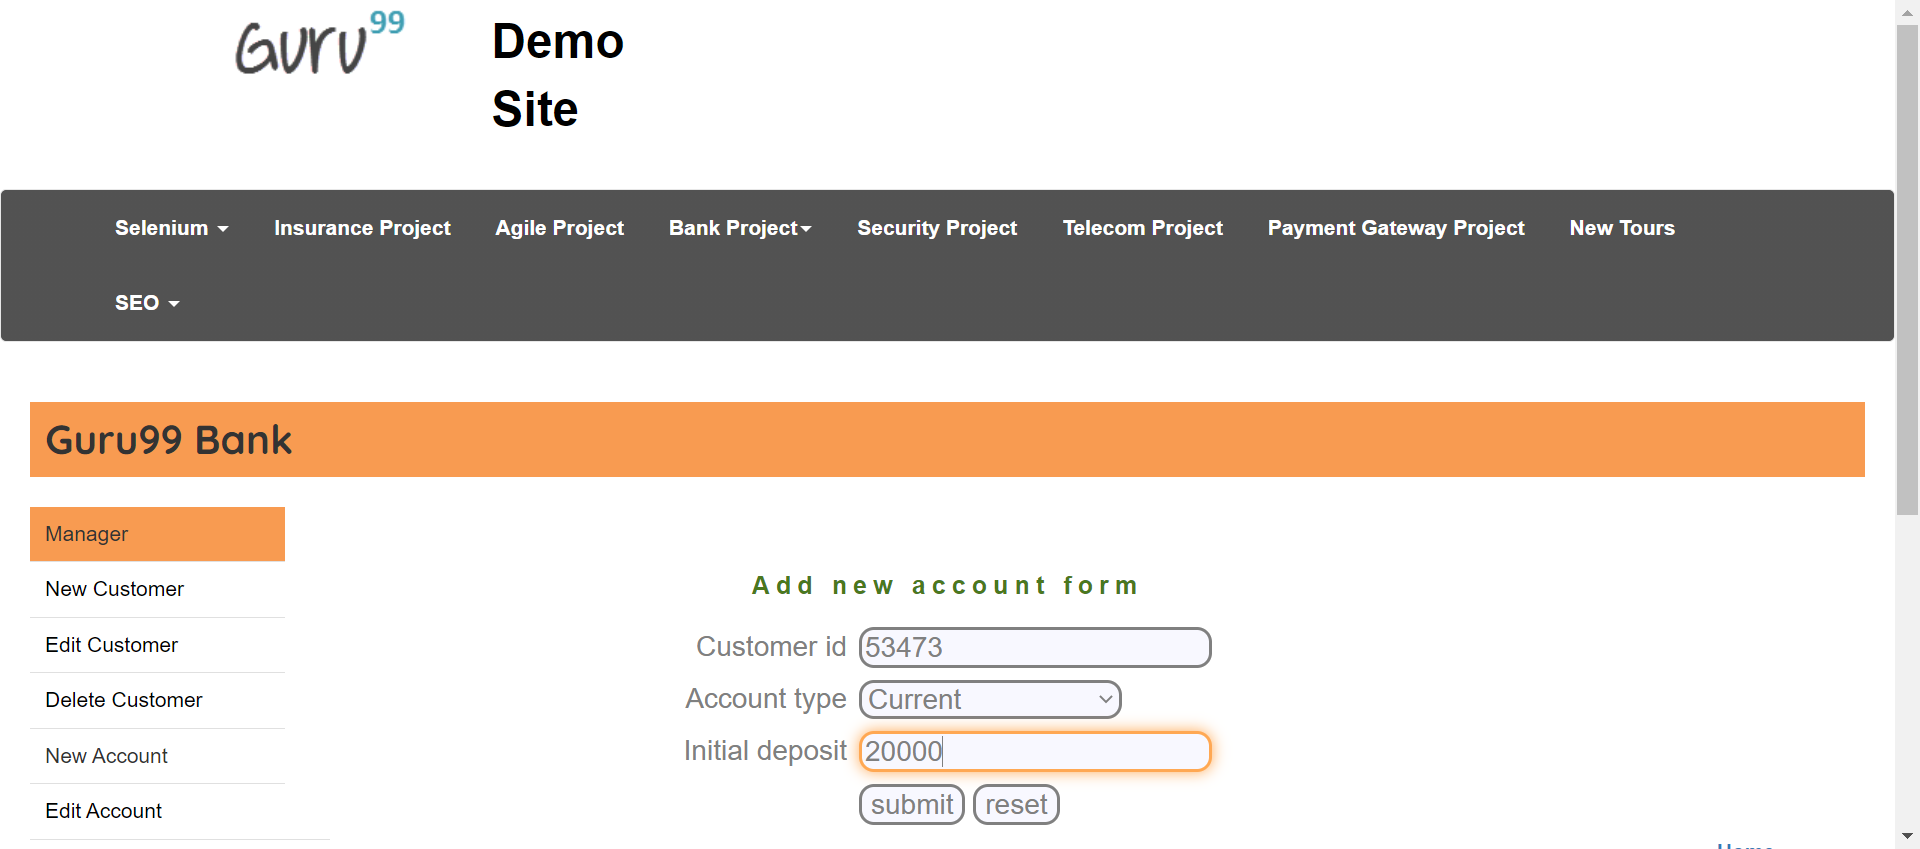 Guru99
Demo
Site
Selenium Insurance Project Agile Project Bank Project Security Project Telecom Project Payment Gateway Project New Tours
SEO
Guru99 Bank
Manager
New Customer
Edit Customer
Delete Customer
New Account
Edit Account
Add new account form
Customer id 53473
Account type Current
Initial deposit 20000
submit reset